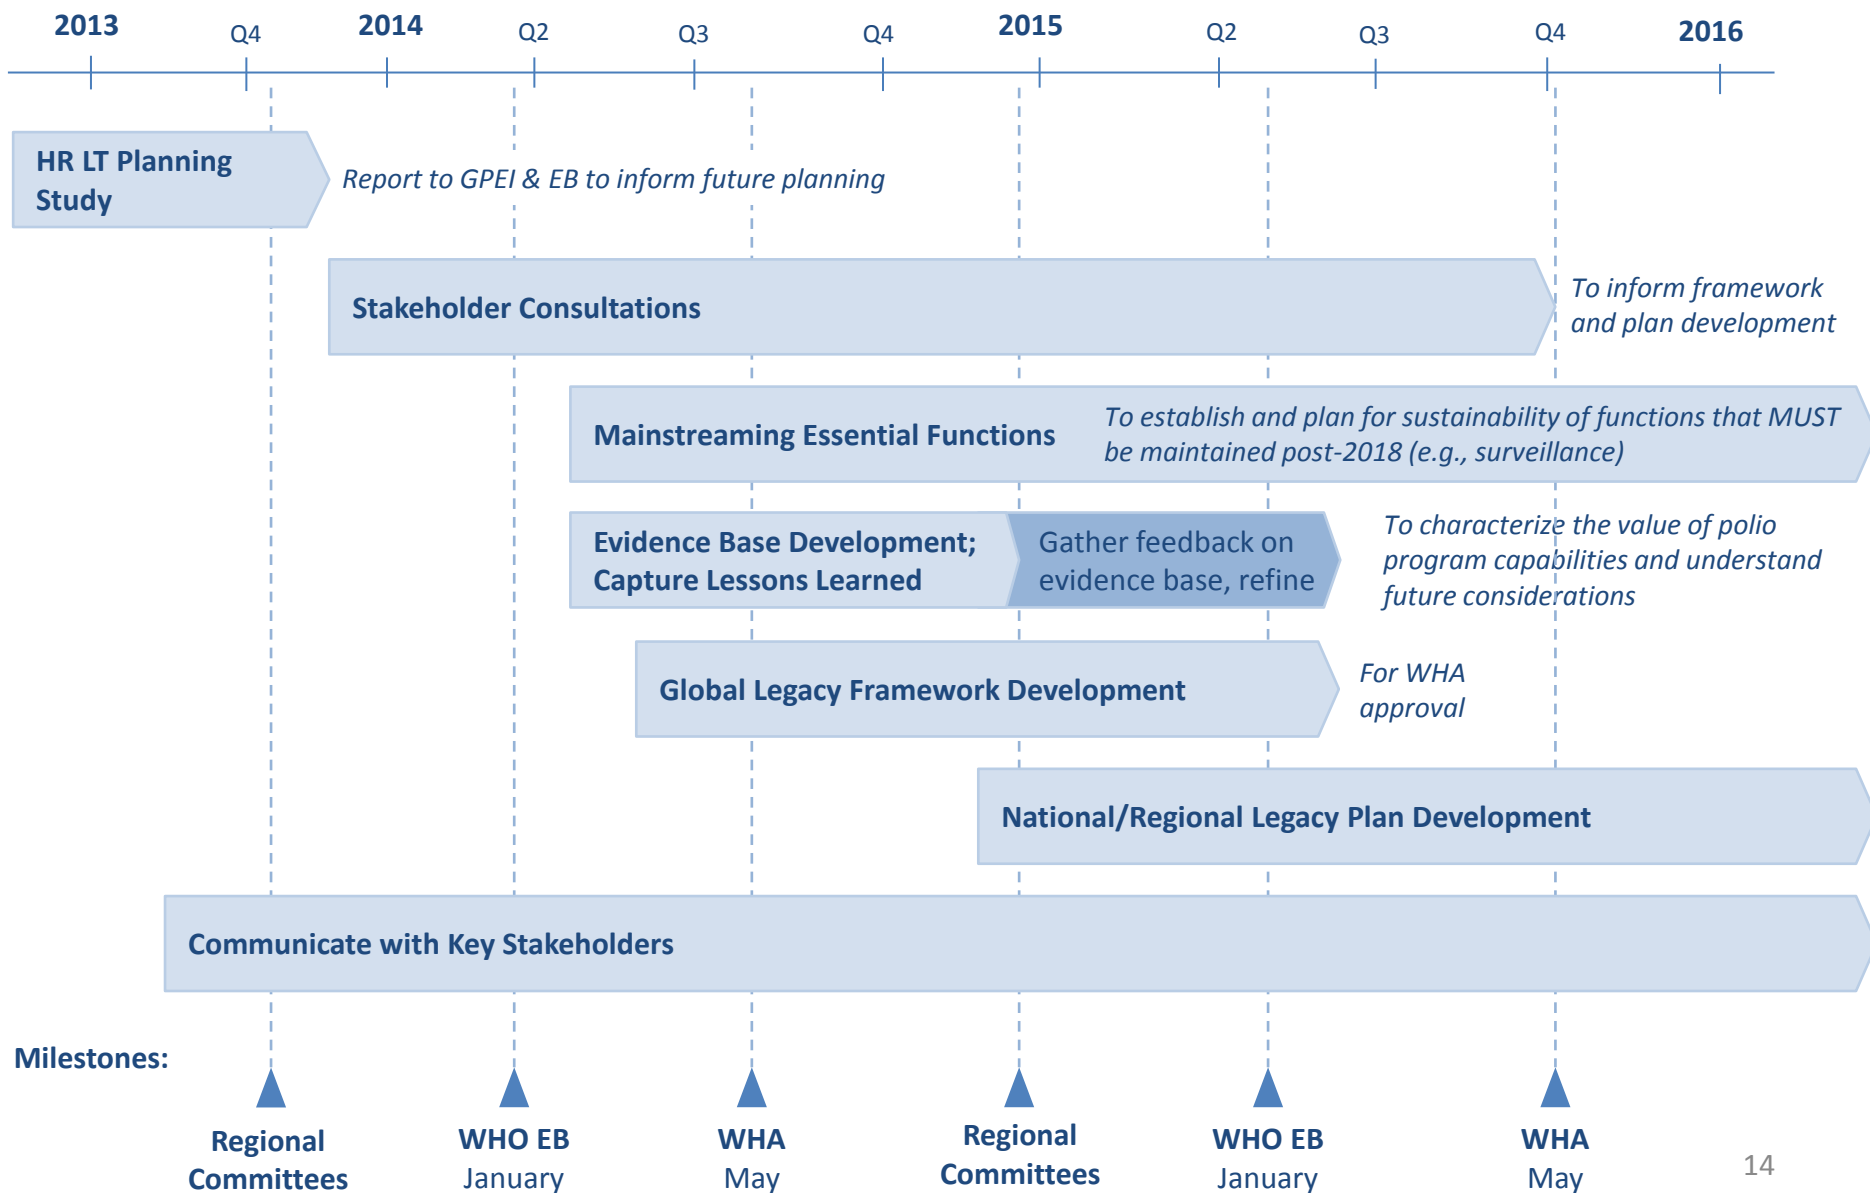 2013 Q4 2014 Q2 Q3 Q4 2015 Q2 Q3 Q4 2016
HR LT Planning
Study
Report to GPEI & EB to inform future planning
Stakeholder Consultations
To inform framework
and plan development
Mainstreaming Essential Functions
To establish and plan for sustainability of functions that MUST
be maintained post-2018 (e.g., surveillance)
Evidence Base Development;
Capture Lessons Learned
Gather feedback on
evidence base, refine
To characterize the value of polio
program capabilities and understand
future considerations
Global Legacy Framework Development
For WHA
approval
National/Regional Legacy Plan Development
Communicate with Key Stakeholders
Milestones:
Regional
Committees
WHO EB
January
WHA
May
Regional
Committees
WHO EB
January
WHA
May
14